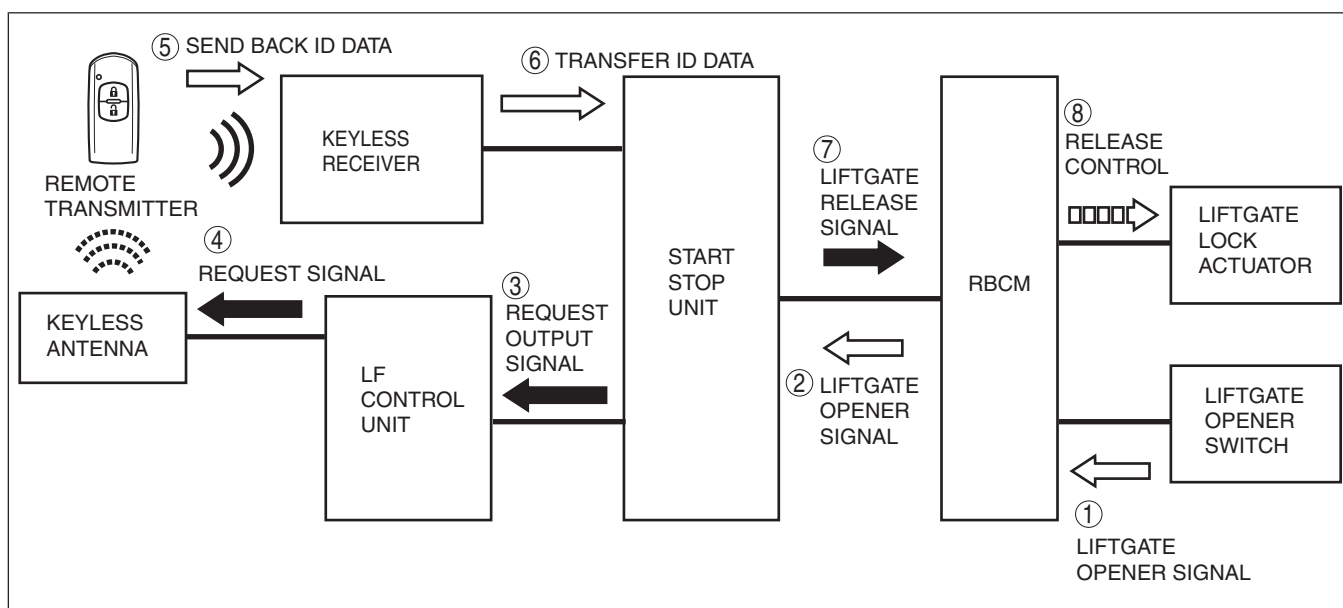 ⑤ SEND BACK ID DATA
⑥ TRANSFER ID DATA
KEYLESS
RECEIVER
REMOTE
TRANSMITTER
④
REQUEST SIGNAL
KEYLESS
ANTENNA
LF
CONTROL
UNIT
③
REQUEST
OUTPUT
SIGNAL
START
STOP
UNIT
⑦
LIFTGATE
RELEASE
SIGNAL
② LIFTGATE
OPENER
SIGNAL
RBCM
⑧
RELEASE
CONTROL
LIFTGATE
LOCK
ACTUATOR
LIFTGATE
OPENER
SWITCH
①
LIFTGATE
OPENER SIGNAL